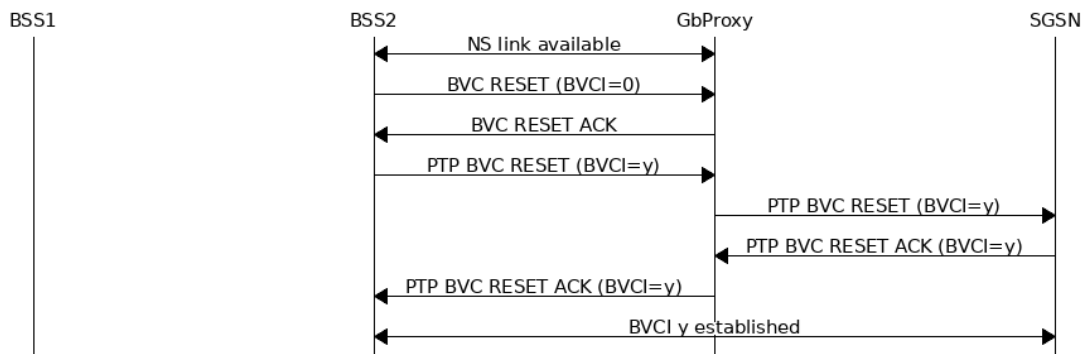 BSS1 BSS2 GbProxy SGSN
NS link available
BVC RESET (BVCI=0)
BVC RESET ACK
PTP BVC RESET (BVCI=y)
PTP BVC RESET (BVCI=y)
PTP BVC RESET ACK (BVCI=y)
PTP BVC RESET ACK (BVCI=y)
BVCI y established